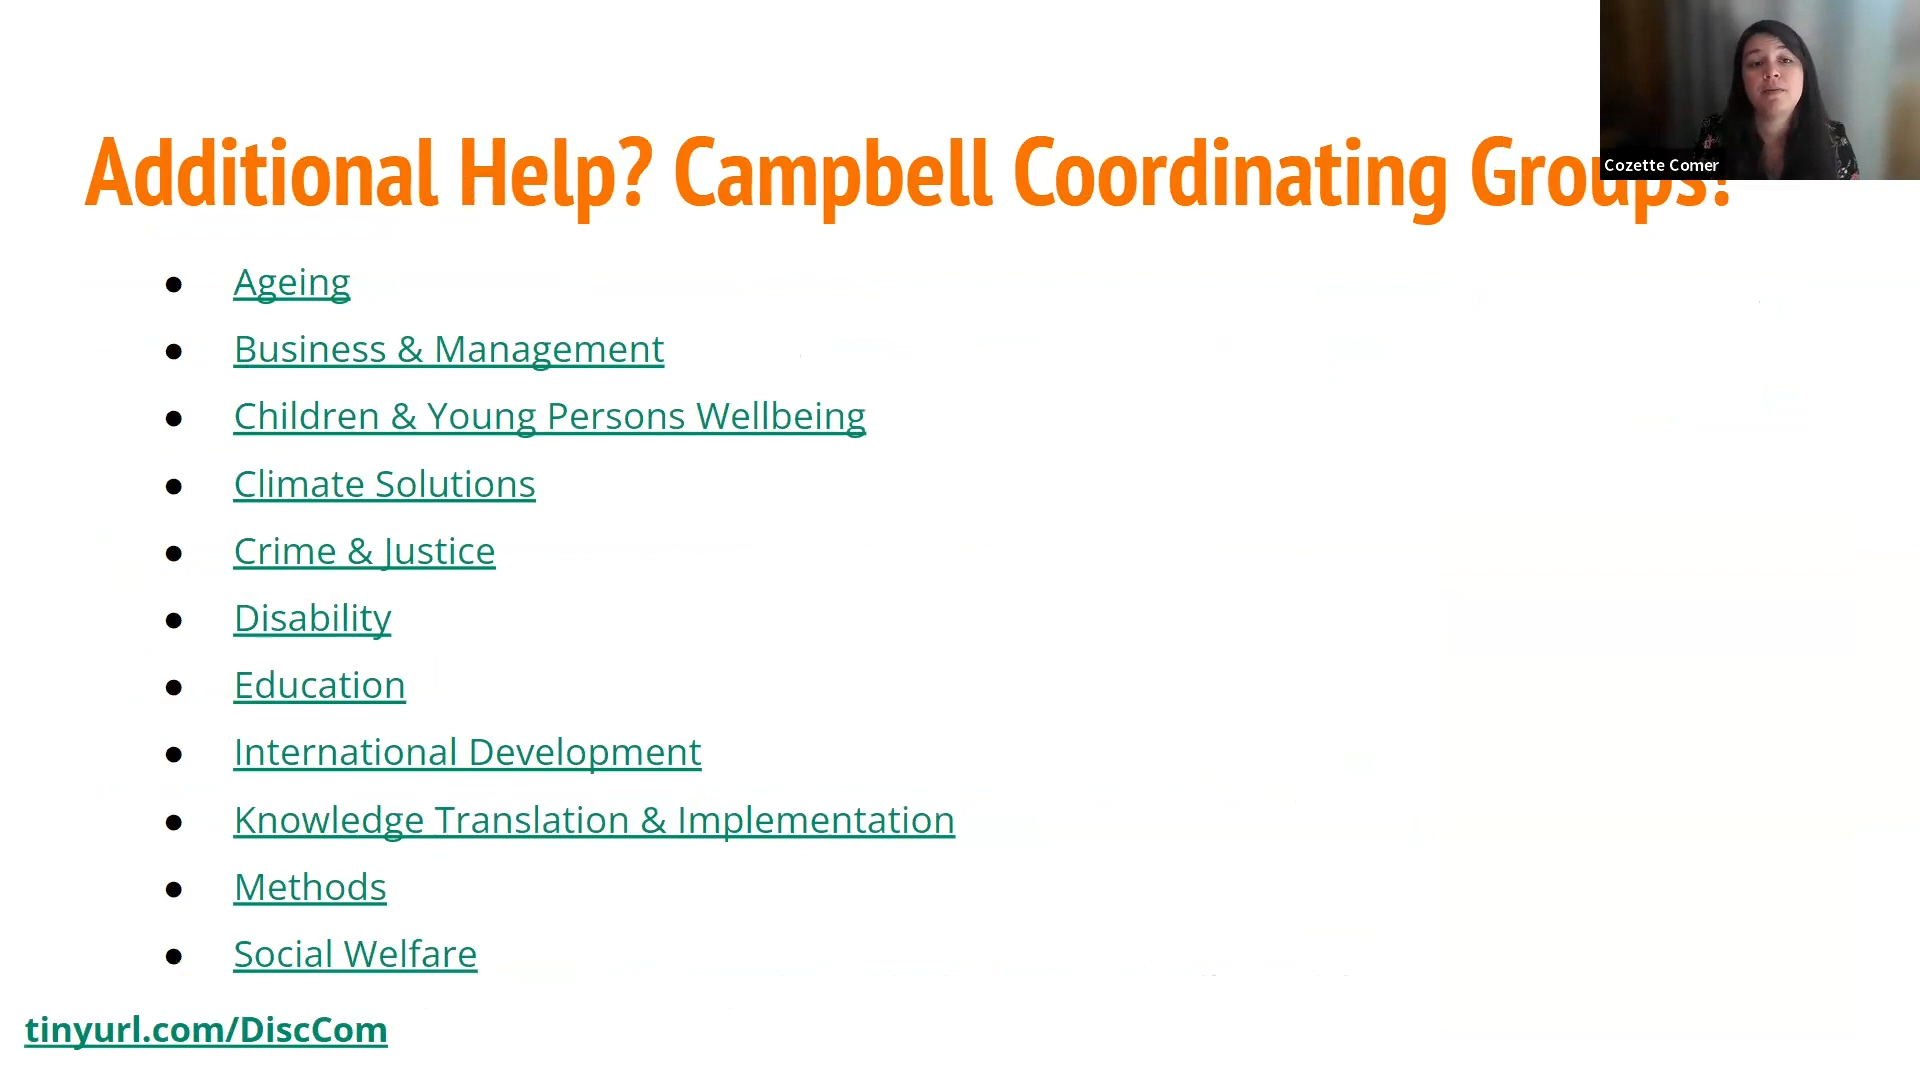 Additional Help? Campbell Coordinating Groups!
Cozette Comer
● Ageing
● Business & Management
● Children & Young Persons Wellbeing
● Climate Solutions
● Crime & Justice
● Disability
● Education
● International Development
● Knowledge Translation & Implementation
● Methods
● Social Welfare
tinyurl.com/DiscCom